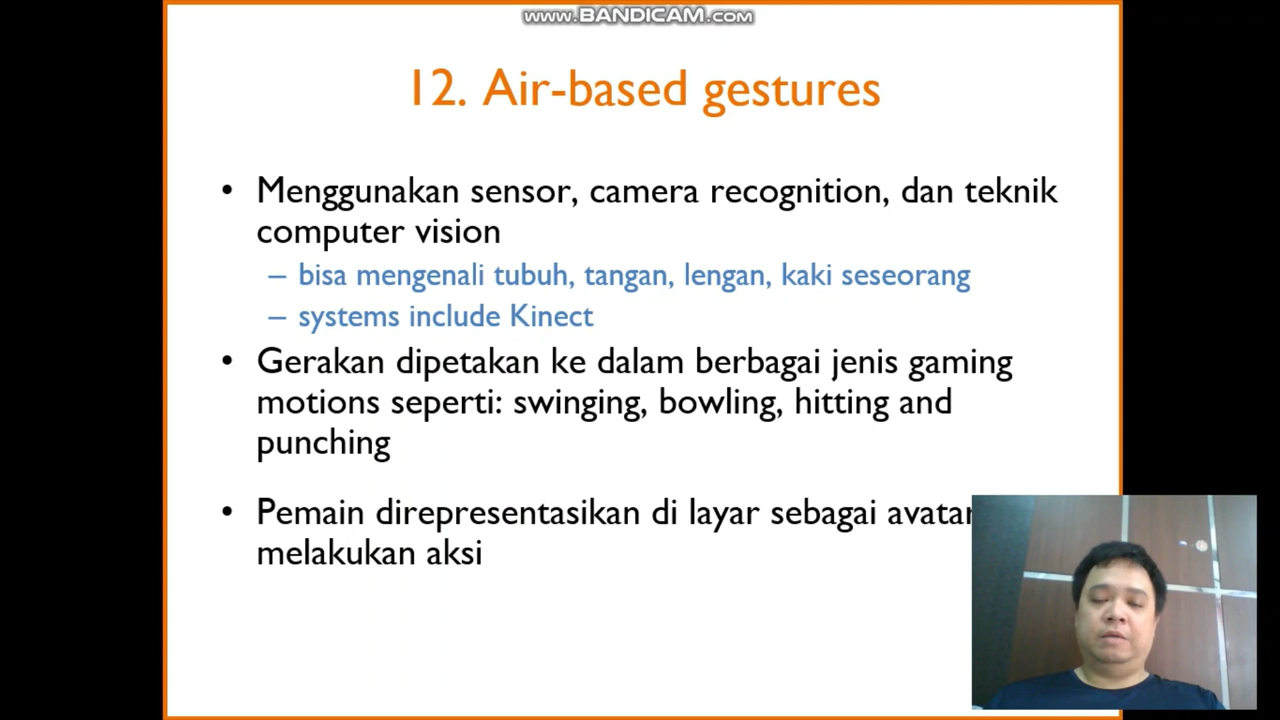 www.BANDICAM.com
12. Air-based gestures
• Menggunakan sensor, camera recognition, dan teknik
computer vision
– bisa mengenali tubuh, tangan, lengan, kaki seseorang
– systems include Kinect
• Gerakan dipetakan ke dalam berbagai jenis gaming
motions seperti: swinging, bowling, hitting and
punching
• Pemain direpresentasikan di layar sebagai avatar
melakukan aksi